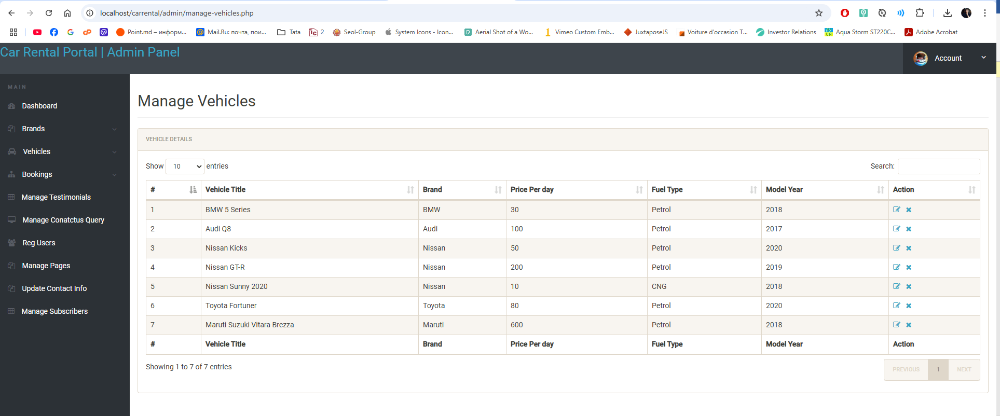 localhost/carrental/admin/manage-vehicles.php
Point.md – информ... Mail.Ru: почта, пои... Tata 2 Seol-Group System Icons - Icon... Aerial Shot of a Wo... Vimeo Custom Emb... JuxtaposeJS Voiture d'occasion T... Investor Relations Aqua Storm ST220C... Adobe Acrobat
Car Rental Portal | Admin Panel
Account
MAIN
Dashboard
Brands
Vehicles
Bookings
Manage Testimonials
Manage Conatctus Query
Reg Users
Manage Pages
Update Contact Info
Manage Subscribers
Manage Vehicles
VEHICLE DETAILS
Show 10 entries Search:
# Vehicle Title Brand Price Per day Fuel Type Model Year Action
1 BMW 5 Series BMW 30 Petrol 2018
2 Audi Q8 Audi 100 Petrol 2017
3 Nissan Kicks Nissan 50 Petrol 2020
4 Nissan GT-R Nissan 200 Petrol 2019
5 Nissan Sunny 2020 Nissan 10 CNG 2018
6 Toyota Fortuner Toyota 80 Petrol 2020
7 Maruti Suzuki Vitara Brezza Maruti 600 Petrol 2018
# Vehicle Title Brand Price Per day Fuel Type Model Year Action
Showing 1 to 7 of 7 entries
PREVIOUS 1 NEXT